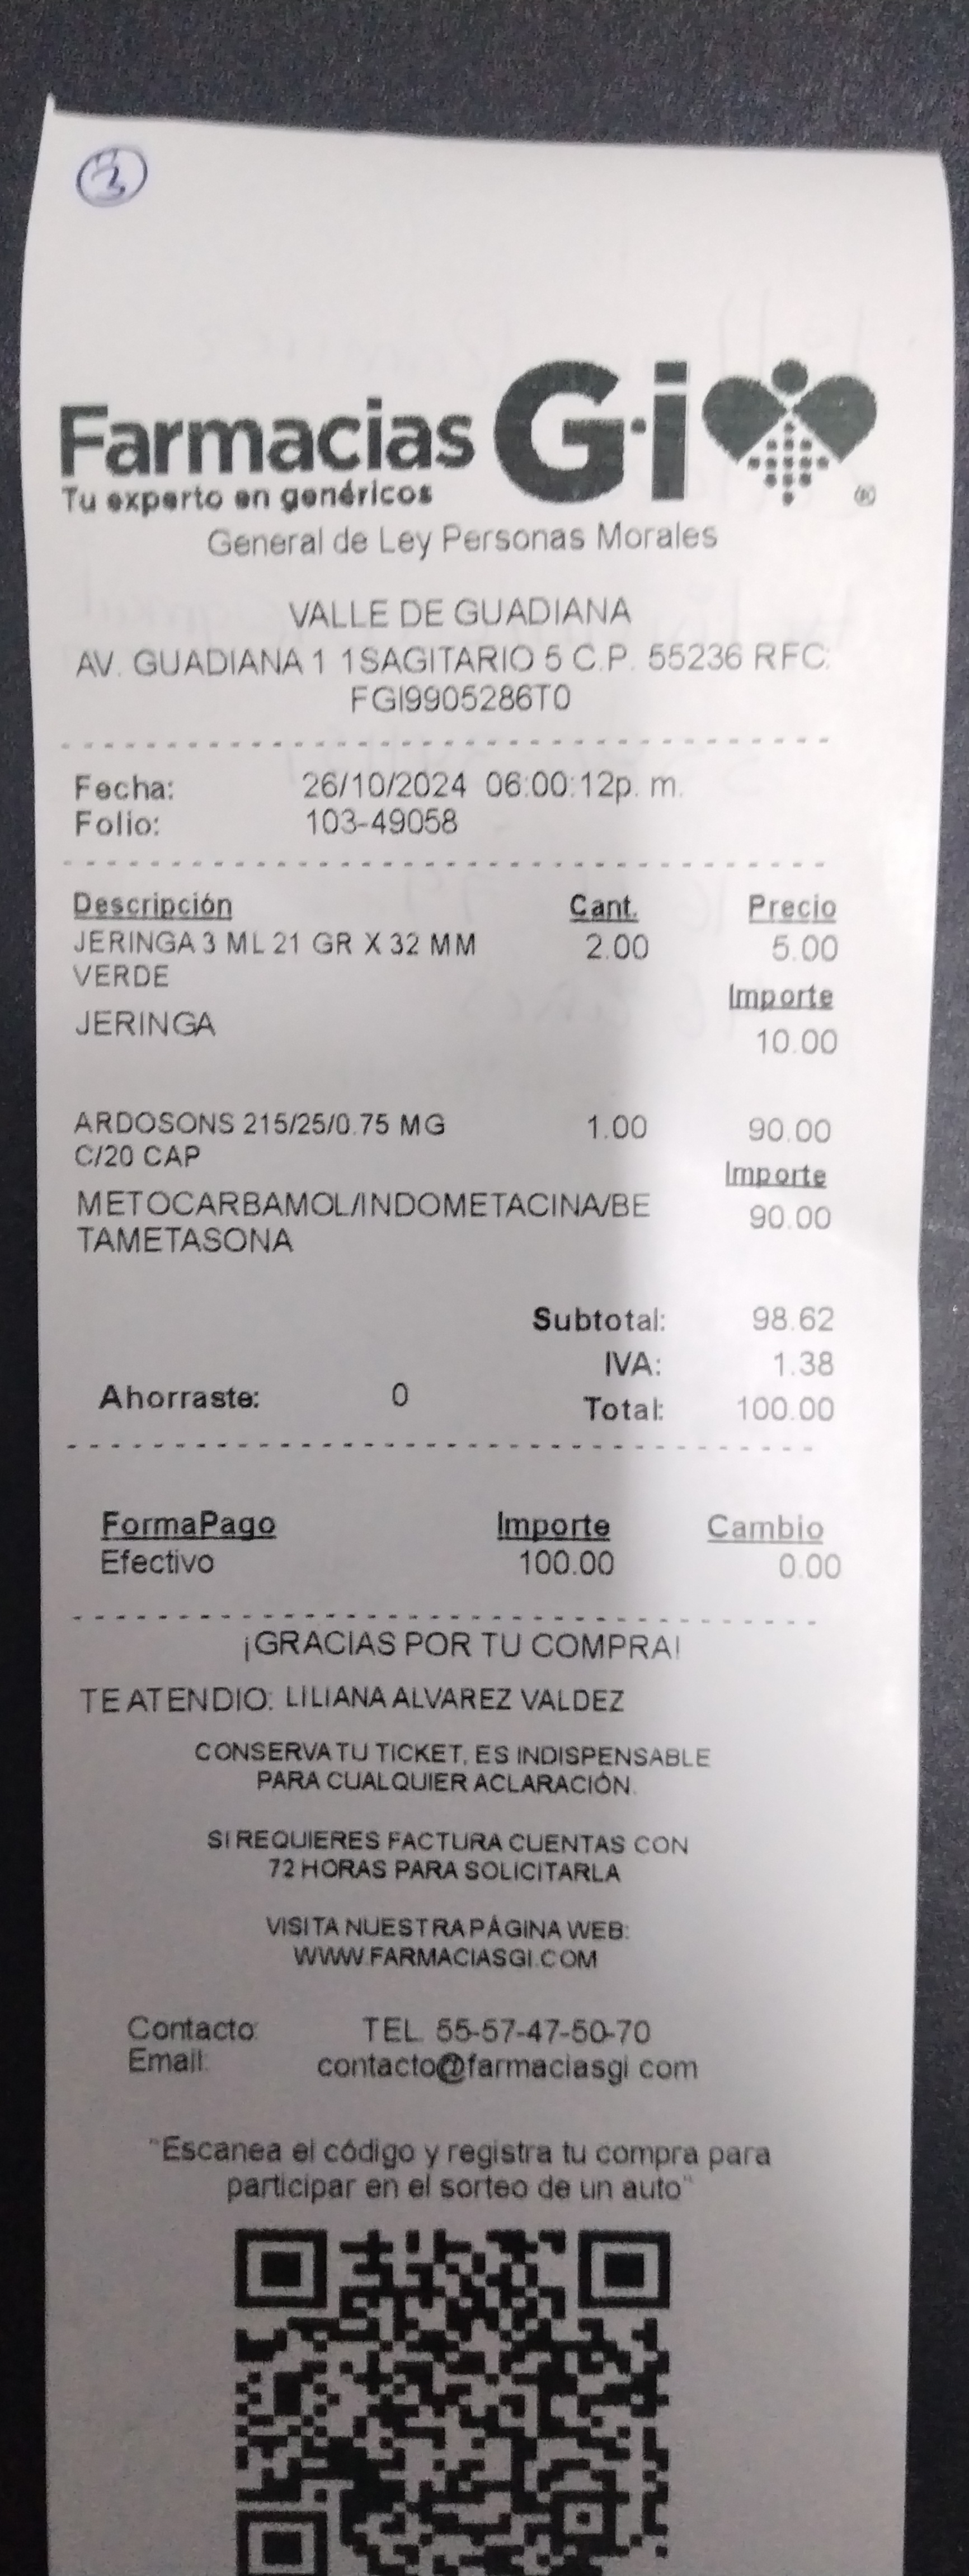 Farmacias Gi
Tu experto en genéricos
General de Ley Personas Morales
VALLE DE GUADIANA
AV. GUADIANA 1 1SAGITARIO 5 C.P. 55236 RFC:
FGI9905286T0
Fecha: 26/10/2024 06:00:12p. m.
Folio: 103-49058
Descripción Cant. Precio
JERINGA 3 ML 21 GR X 32 MM 2.00 5.00
VERDE
Importe
JERINGA
10.00
ARDOSONS 215/25/0.75 MG 1.00 90.00
C/20 CAP
Importe
METOCARBAMOL/INDOMETACINA/BE 90.00
TAMETASONA
Subtotal: 98.62
IVA: 1.38
Ahorraste: 0 Total: 100.00
FormaPago Importe Cambio
Efectivo 100.00 0.00
¡GRACIAS POR TU COMPRA!
TE ATENDIO: LILIANA ALVAREZ VALDEZ
CONSERVA TU TICKET, ES INDISPENSABLE
PARA CUALQUIER ACLARACIÓN.
SI REQUIERES FACTURA CUENTAS CON
72 HORAS PARA SOLICITARLA
VISITA NUESTRA PÁGINA WEB:
WWW.FARMACIASGI.COM
Contacto: TEL. 55-57-47-50-70
Email: contacto@farmaciasgi.com
"Escanea el código y registra tu compra para
participar en el sorteo de un auto"